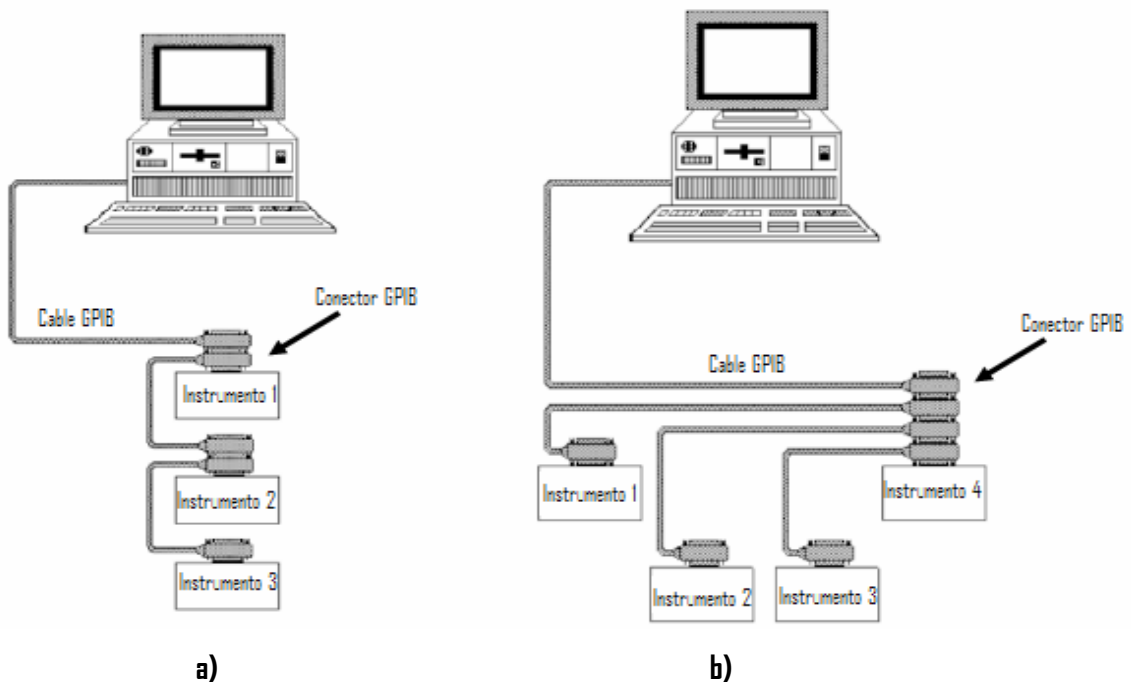 Cable GPIB
Conector GPIB
Instrumento 1
Instrumento 2
Instrumento 3
a)
Cable GPIB
Conector GPIB
Instrumento 1
Instrumento 4
Instrumento 2
Instrumento 3
b)